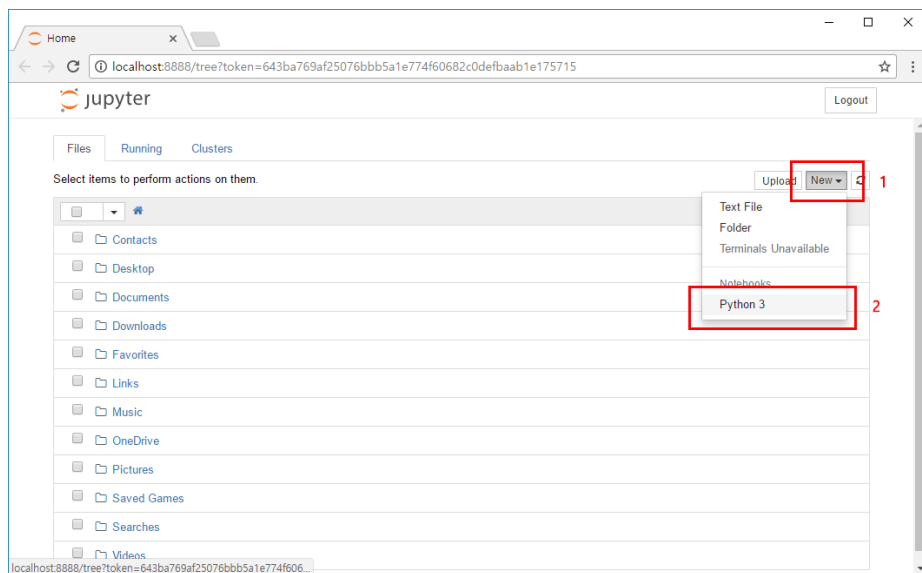 Home
localhost:8888/tree?token=643ba769af25076bbb5a1e774f60682c0defbaab1e175715
jupyter
Logout
Files Running Clusters
Select items to perform actions on them.
Upload New 1
Text File
Folder
Terminals Unavailable
Notebooks
Python 3
2
Contacts
Desktop
Documents
Downloads
Favorites
Links
Music
OneDrive
Pictures
Saved Games
Searches
Videos
localhost:8888/tree?token=643ba769af25076bbb5a1e774f606...